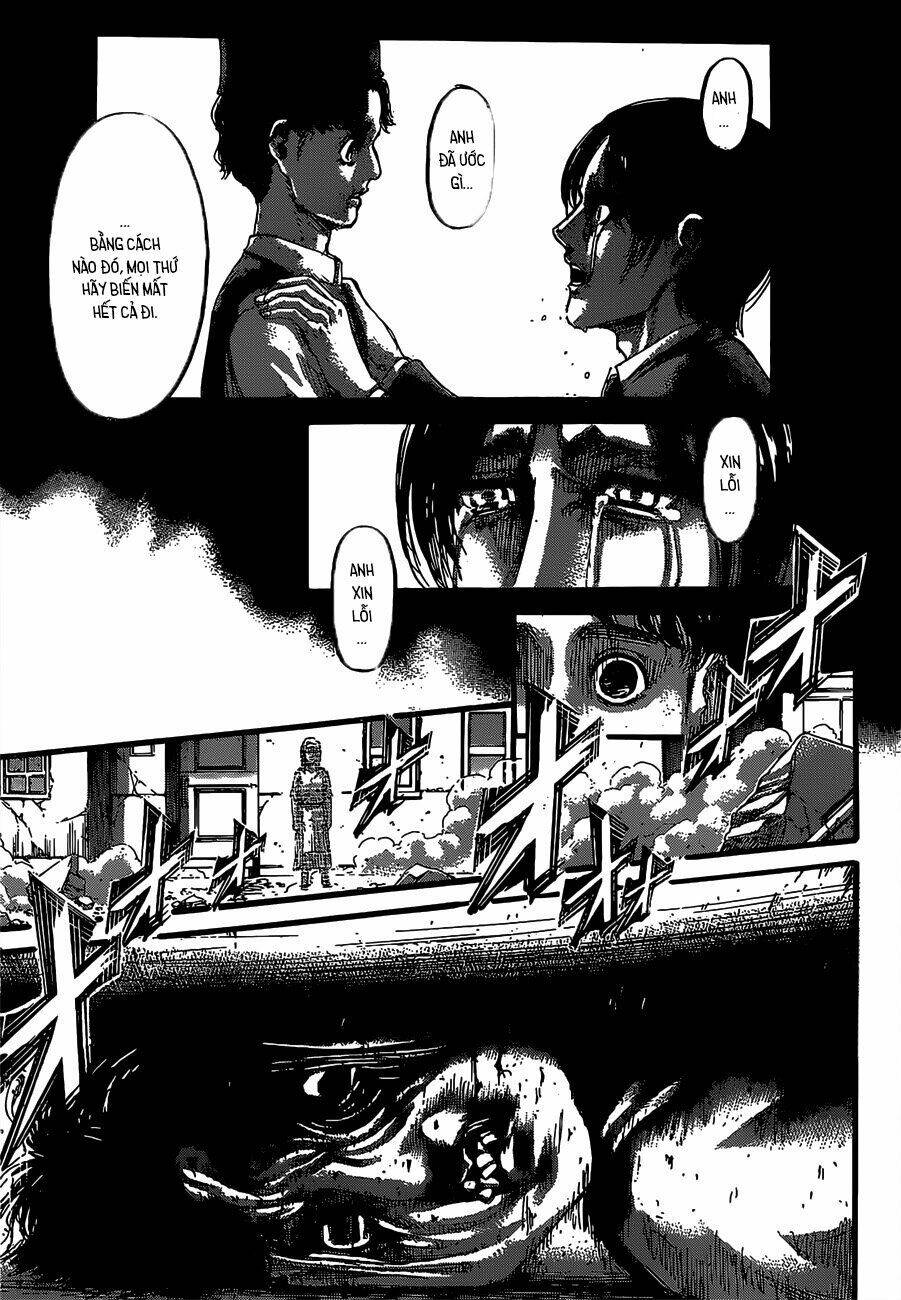 ANH
...
ANH
ĐÃ ƯỚC
GÌ...
...
BẰNG CÁCH
NÀO ĐÓ, MỌI THỨ
HÃY BIẾN MẤT
HẾT CẢ ĐI.
XIN
LỖI
...
ANH
XIN
LỖI
...